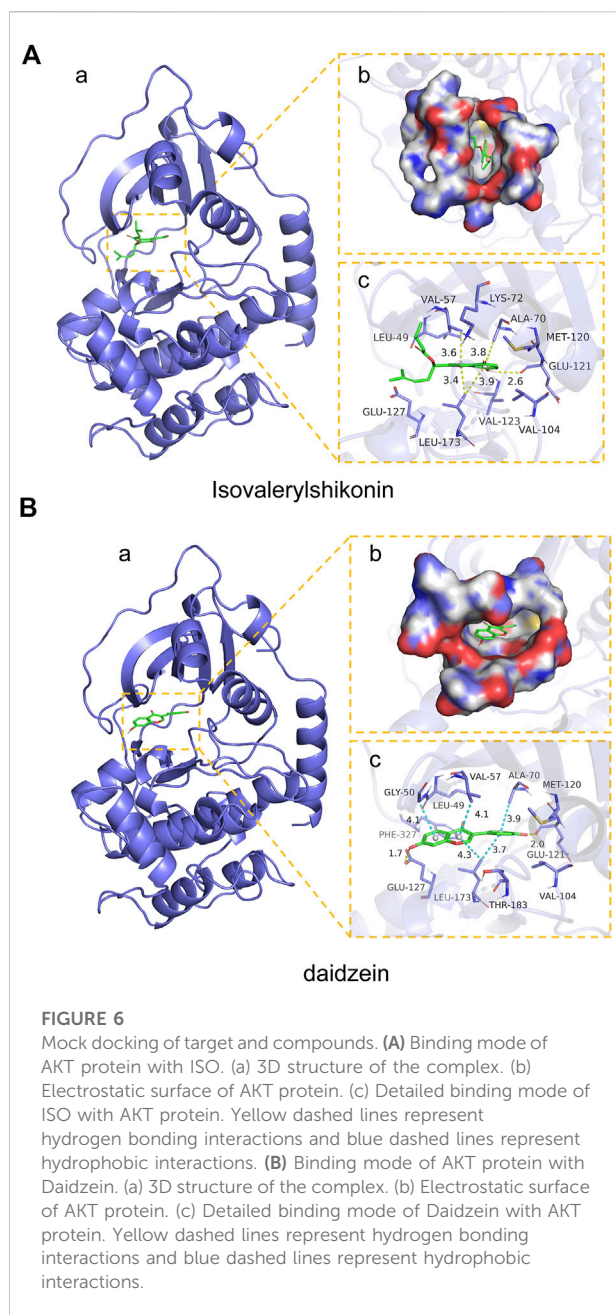 A
a
b
c
VAL-57
LYS-72
ALA-70
LEU-49
MET-120
3.6
3.8
GLU-121
3.4
3.9
2.6
GLU-127
VAL-123
VAL-104
LEU-173
Isovalerylshikonin
B
a
b
c
VAL-57
ALA-70
GLY-50
MET-120
LEU-49
4.1
4.1
3.9
PHE-327
2.0
3.7
1.7
4.3
GLU-121
GLU-127
LEU-173
VAL-104
THR-183
daidzein
FIGURE 6
Mock docking of target and compounds. (A) Binding mode of
AKT protein with ISO. (a) 3D structure of the complex. (b)
Electrostatic surface of AKT protein. (c) Detailed binding mode of
ISO with AKT protein. Yellow dashed lines represent
hydrogen bonding interactions and blue dashed lines represent
hydrophobic interactions. (B) Binding mode of AKT protein with
Daidzein. (a) 3D structure of the complex. (b) Electrostatic surface
of AKT protein. (c) Detailed binding mode of Daidzein with AKT
protein. Yellow dashed lines represent hydrogen bonding
interactions and blue dashed lines represent hydrophobic
interactions.